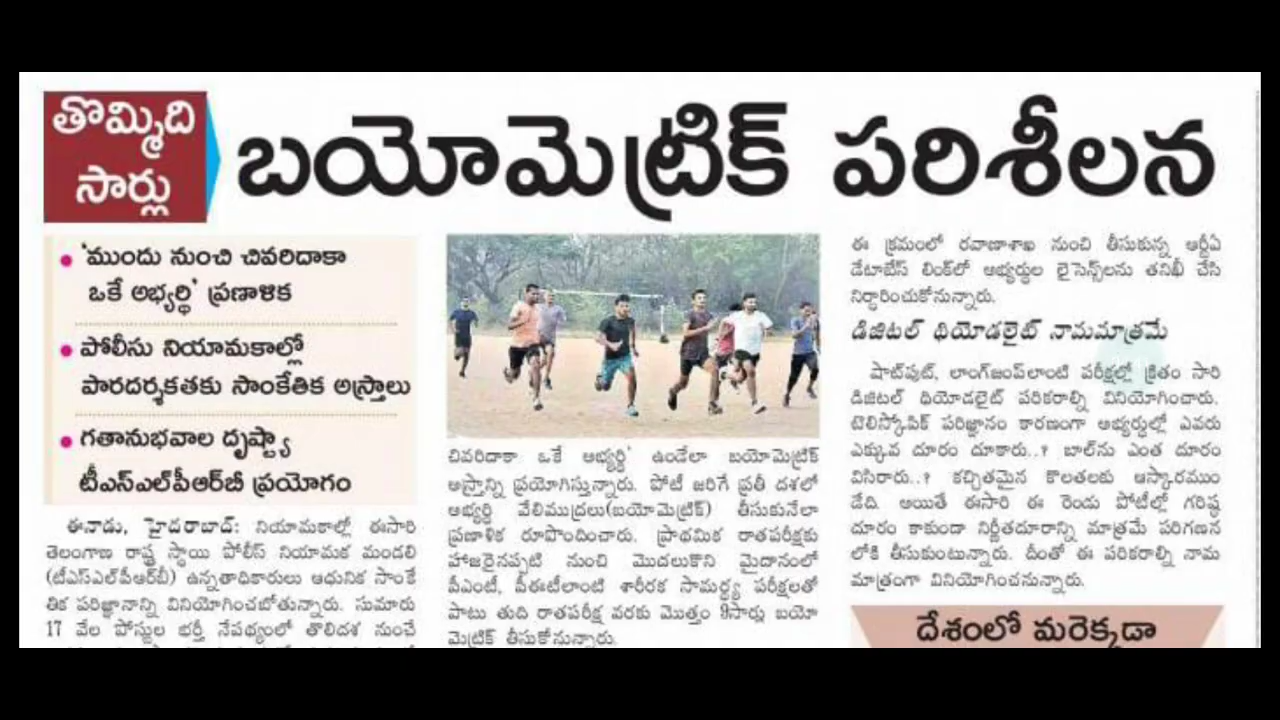 తొమ్మిది
సార్లు
బయోమెట్రిక్ పరిశీలన
• 'ముందు నుంచి చివరిదాకా
ఒకే అభ్యర్థి' ప్రణాళిక
• పోలీసు నియామకాల్లో
పారదర్శకతకు సాంకేతిక అస్త్రాలు
• గతానుభవాల దృష్ట్యా
టీఎస్ఎల్‌పీఆర్‌బీ ప్రయోగం
ఈనాడు, హైదరాబాద్: నియామకాల్లో ఈసారి
తెలంగాణ రాష్ట్ర స్థాయి పోలీస్ నియామక మండలి
(టీఎస్ఎల్‌పీఆర్‌బీ) ఉన్నతాధికారులు ఆధునిక సాంకే
తిక పరిజ్ఞానాన్ని వినియోగించబోతున్నారు. సుమారు
17 వేల పోస్టుల భర్తీ నేపథ్యంలో తొలిదశ నుంచే
చివరిదాకా ఒకే అభ్యర్థి' ఉండేలా బయోమెట్రిక్
అస్త్రాన్ని ప్రయోగిస్తున్నారు. పోటీ జరిగే ప్రతీ దశలో
అభ్యర్థి వేలిముద్రలు(బయోమెట్రిక్) తీసుకునేలా
ప్రణాళిక రూపొందించారు. ప్రాథమిక రాతపరీక్షకు
హాజరైనప్పటి నుంచి మొదలుకొని మైదానంలో
పీఎంటీ, పీఈటీలాంటి శారీరక సామర్థ్య పరీక్షలతో
పాటు తుది రాతపరీక్ష వరకు మొత్తం 9సార్లు బయో
మెట్రిక్ తీసుకోనున్నారు.
ఈ క్రమంలో రవాణాశాఖ నుంచి తీసుకున్న ఆర్టీఏ
డేటాబేస్ లింక్‌లో అభ్యర్థుల లైసెన్స్‌లను తనిఖీ చేసి
నిర్ధారించుకోనున్నారు.
డిజిటల్ థియోడలైట్ నామమాత్రమే
షాట్‌పుట్, లాంగ్‌జంప్‌లాంటి పరీక్షల్లో క్రితం సారి
డిజిటల్ థియోడలైట్ పరికరాల్ని వినియోగించారు.
టెలిస్కోపిక్ పరిజ్ఞానం కారణంగా అభ్యర్థుల్లో ఎవరు
ఎక్కువ దూరం దూకారు..? బాల్‌ను ఎంత దూరం
విసిరారు..? కచ్చితమైన కొలతలకు ఆస్కారముం
డేది. అయితే ఈసారి ఈ రెండు పోటీల్లో గరిష్ఠ
దూరం కాకుండా నిర్ణీతదూరాన్ని మాత్రమే పరిగణన
లోకి తీసుకుంటున్నారు. దీంతో ఈ పరికరాల్ని నామ
మాత్రంగా వినియోగించనున్నారు.
దేశంలో మరెక్కడా